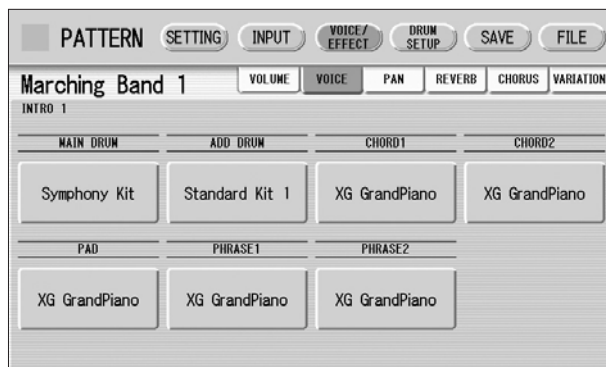 PATTERN SETTING INPUT VOICE/ EFFECT DRUM SETUP SAVE FILE
Marching Band 1 VOLUME VOICE PAN REVERB CHORUS VARIATION
INTRO 1
MAIN DRUM ADD DRUM CHORD1 CHORD2
Symphony Kit Standard Kit 1 XG GrandPiano XG GrandPiano
PAD PHRASE1 PHRASE2
XG GrandPiano XG GrandPiano XG GrandPiano